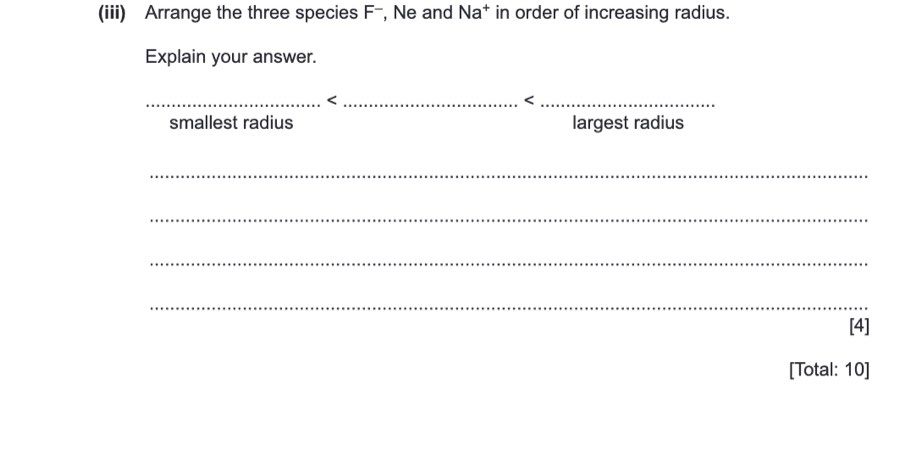 (iii) Arrange the three species F⁻, Ne and Na⁺ in order of increasing radius.
Explain your answer.
.................................. < .................................. < ..................................
smallest radius largest radius
..........................................................................................................................................
..........................................................................................................................................
..........................................................................................................................................
..........................................................................................................................................
[4]
[Total: 10]